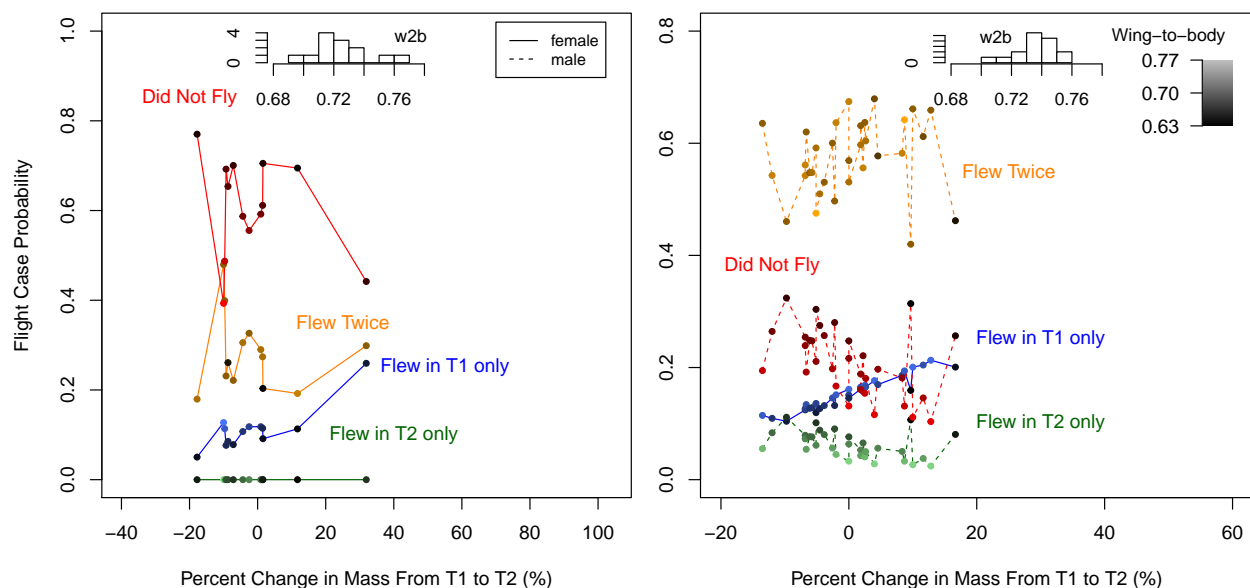 1.0
0.8
0.6
0.4
0.2
0.0
Flight Case Probability
4
2
0
w2b
0.68 0.72 0.76
female
male
Did Not Fly
Flew Twice
Flew in T1 only
Flew in T2 only
−40 −20 0 20 40 60 80 100
Percent Change in Mass From T1 to T2 (%)
0.8
0.6
0.4
0.2
0.0
0
w2b
0.68 0.72 0.76
Wing−to−body
0.77
0.70
0.63
Flew Twice
Did Not Fly
Flew in T1 only
Flew in T2 only
−20 0 20 40 60
Percent Change in Mass From T1 to T2 (%)